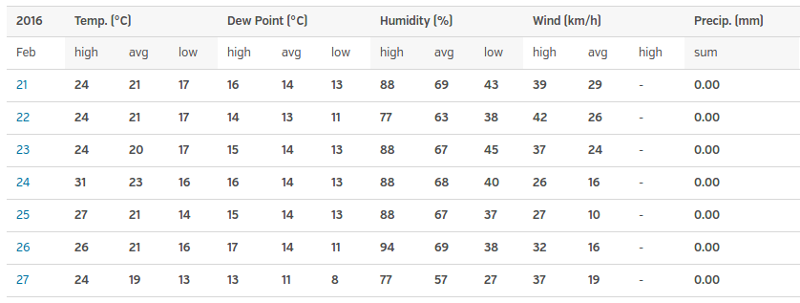 2016 Temp. (°C) Dew Point (°C) Humidity (%) Wind (km/h) Precip. (mm)
Feb high avg low high avg low high avg low high avg high sum
21 24 21 17 16 14 13 88 69 43 39 29 - 0.00
22 24 21 17 14 13 11 77 63 38 42 26 - 0.00
23 24 20 17 15 14 13 88 67 45 37 24 - 0.00
24 31 23 16 16 14 13 88 68 40 26 16 - 0.00
25 27 21 14 15 14 13 88 67 37 27 10 - 0.00
26 26 21 16 17 14 11 94 69 38 32 16 - 0.00
27 24 19 13 13 11 8 77 57 27 37 19 - 0.00